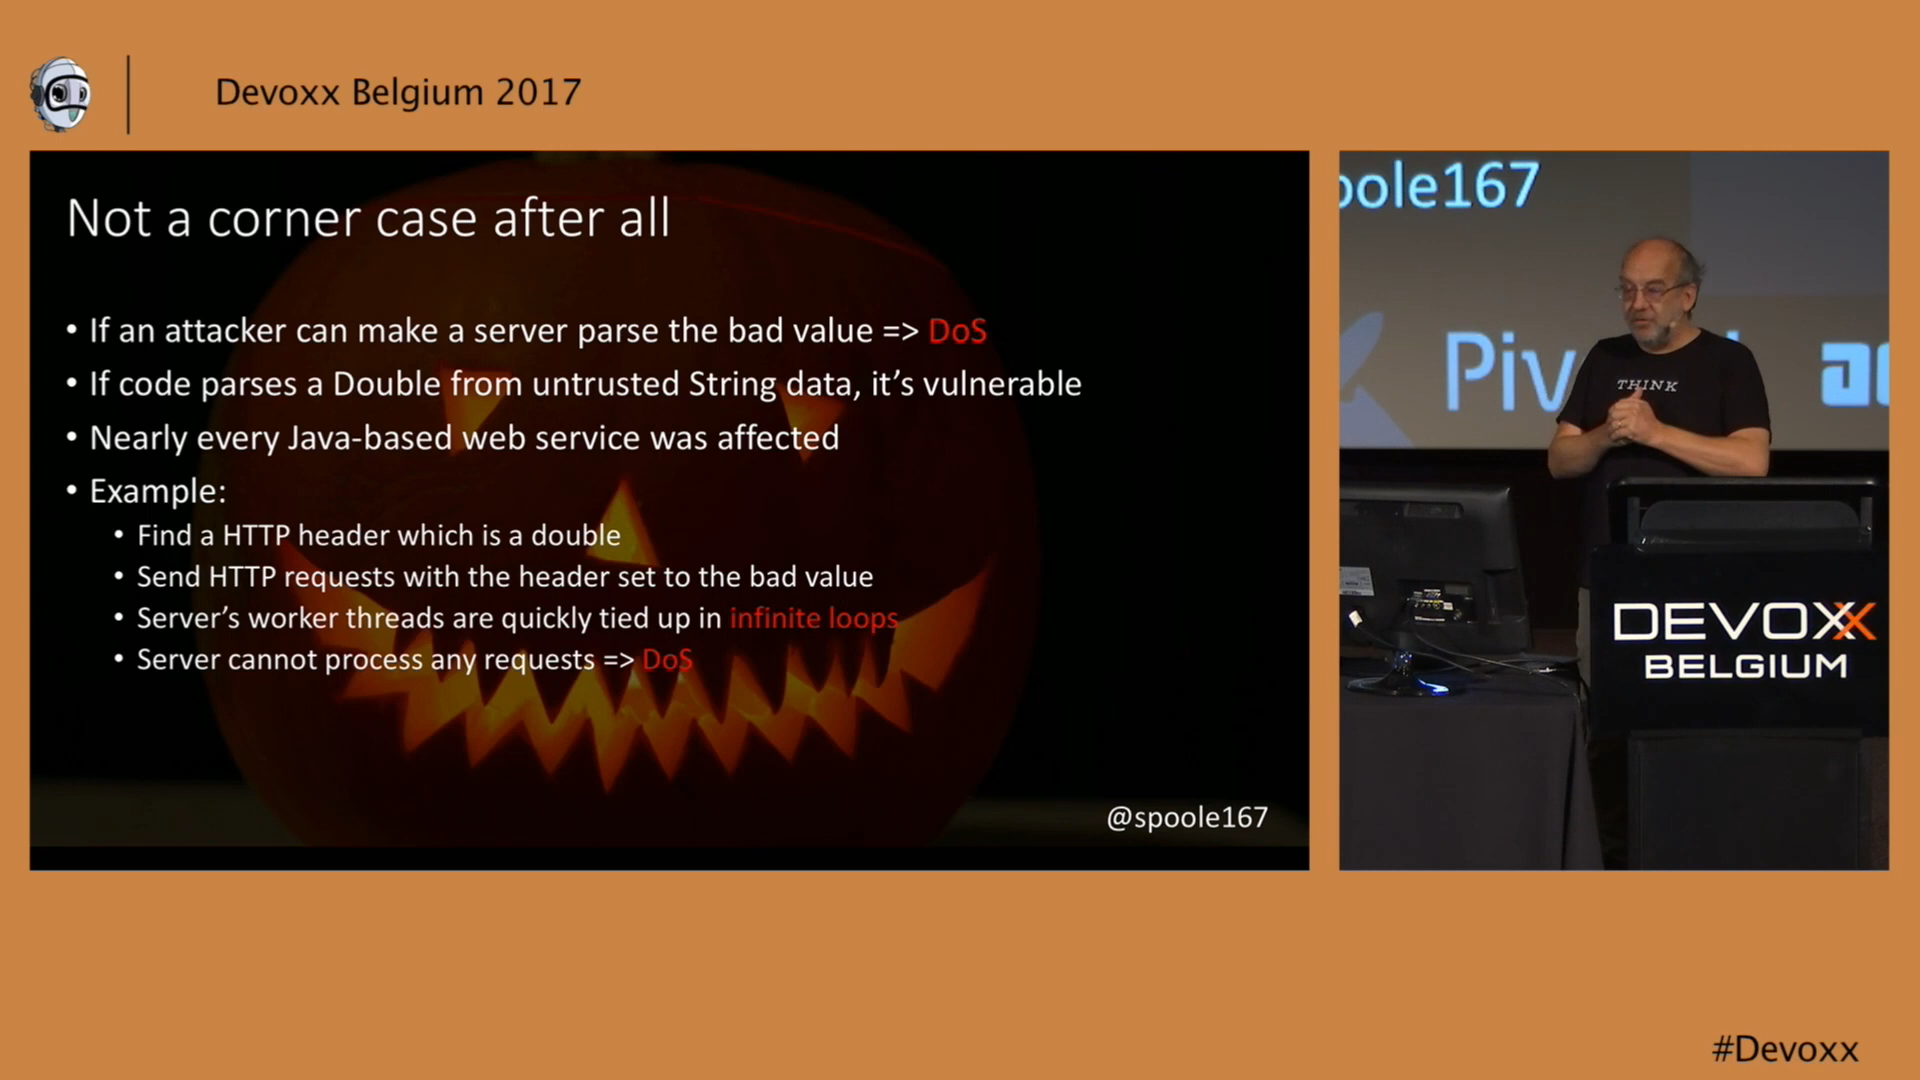 Devoxx Belgium 2017
Not a corner case after all
• If an attacker can make a server parse the bad value => DoS
• If code parses a Double from untrusted String data, it's vulnerable
• Nearly every Java-based web service was affected
• Example:
• Find a HTTP header which is a double
• Send HTTP requests with the header set to the bad value
• Server's worker threads are quickly tied up in infinite loops
• Server cannot process any requests => DoS
@spoole167
poole167
Piv
THINK
DEVOXX
BELGIUM
#Devoxx